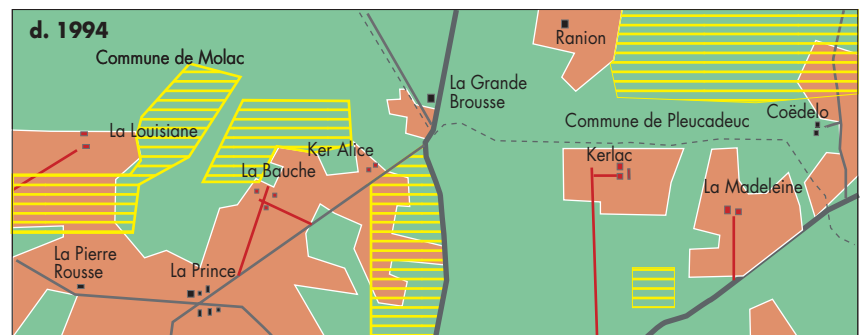 d. 1994
Commune de Molac
Ranion
La Grande
Brousse
Commune de Pleucadeuc
Coëdelo
La Louisiane
Ker Alice
La Bauche
Kerlac
La Madeleine
La Pierre
Rousse
La Prince